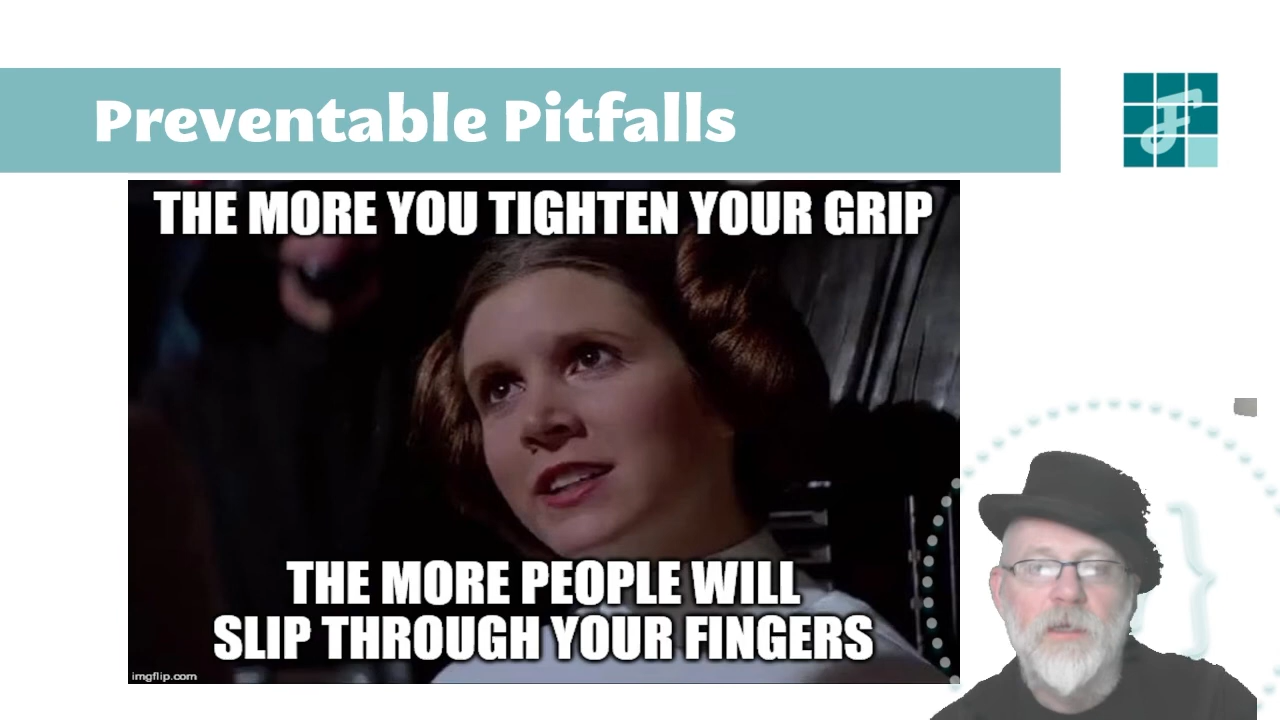 Preventable Pitfalls
F
THE MORE YOU TIGHTEN YOUR GRIP
THE MORE PEOPLE WILL
SLIP THROUGH YOUR FINGERS
imgflip.com
}